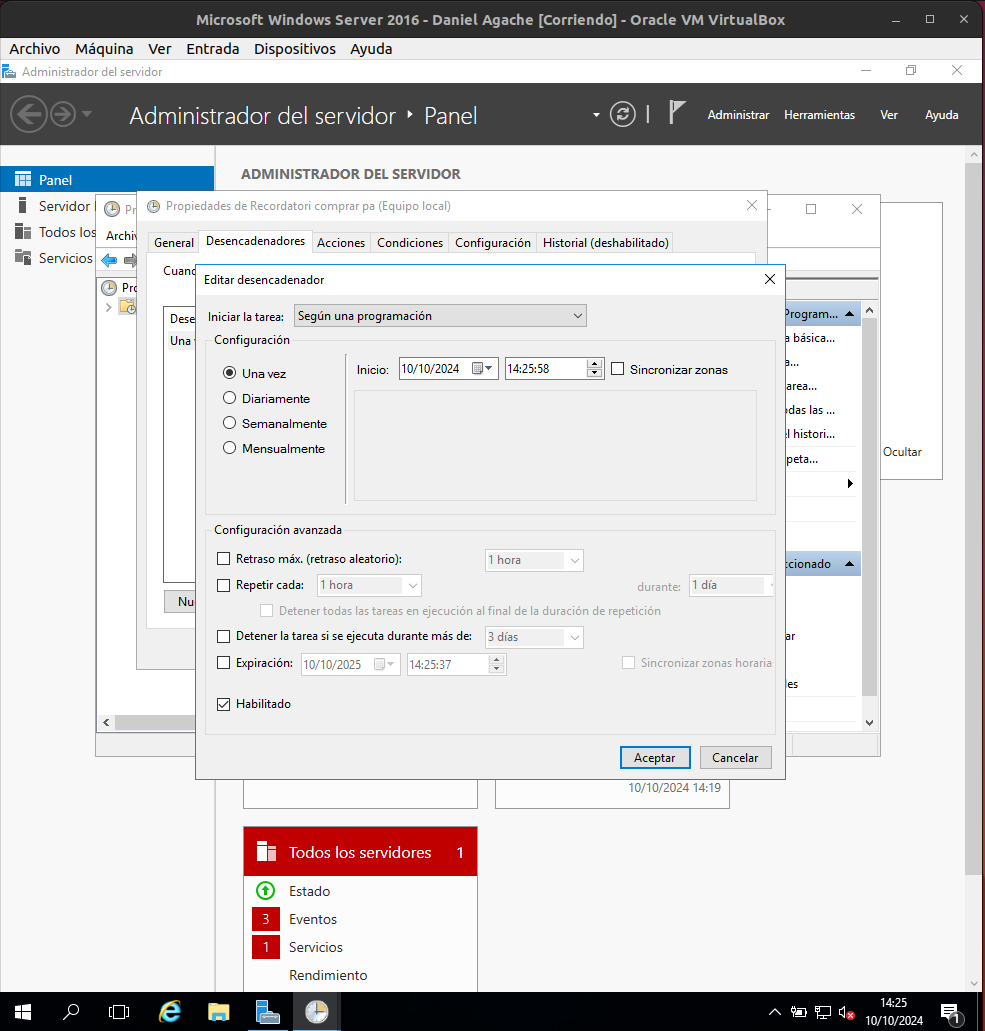 Microsoft Windows Server 2016 - Daniel Agache [Corriendo] - Oracle VM VirtualBox
Archivo Máquina Ver Entrada Dispositivos Ayuda
Administrador del servidor
Administrador del servidor Panel
Administrar Herramientas Ver Ayuda
Panel
Servidor
Todos los
Servicios
ADMINISTRADOR DEL SERVIDOR
Propiedades de Recordatori comprar pa (Equipo local)
General Desencadenadores Acciones Condiciones Configuración Historial (deshabilitado)
Editar desencadenador
Iniciar la tarea: Según una programación
Configuración
Una vez
Diariamente
Semanalmente
Mensualmente
Inicio: 10/10/2024 14:25:58 Sincronizar zonas
Configuración avanzada
Retraso máx. (retraso aleatorio): 1 hora
Repetir cada: 1 hora durante: 1 día
Detener todas las tareas en ejecución al final de la duración de repetición
Detener la tarea si se ejecuta durante más de: 3 días
Expiración: 10/10/2025 14:25:37 Sincronizar zonas horaria
Habilitado
Aceptar Cancelar
Program...
a básica...
a...
area...
odas las ...
el histori...
peta...
ccionado
ar
es
Ocultar
10/10/2024 14:19
Todos los servidores 1
Estado
3 Eventos
1 Servicios
Rendimiento
14:25
10/10/2024
1